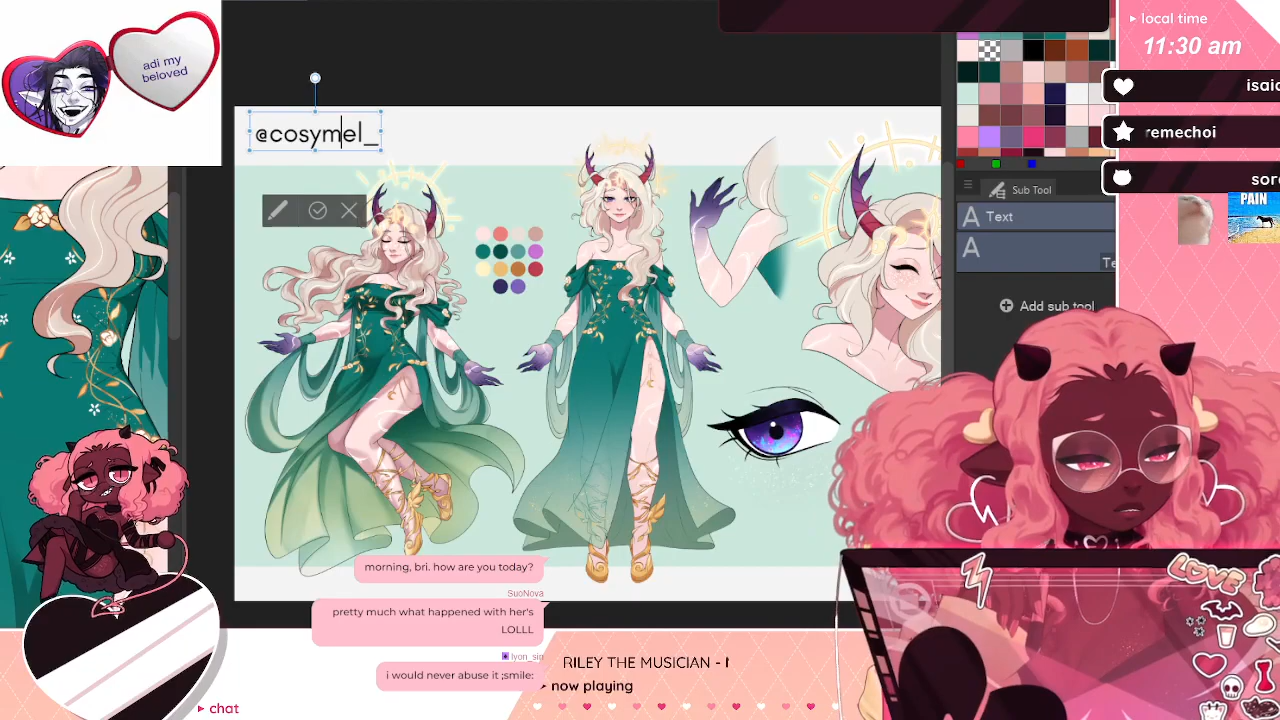 adi my
beloved
@cosymel_
local time
11:30 am
remechoi
PAIN
Sub Tool
A Text
A
Add sub tool
morning, bri. how are you today?
SuoNova
pretty much what happened with her's
LOLLL
lyon_sig
i would never abuse it ;smile:
RILEY THE MUSICIAN -
now playing
chat
LOVE